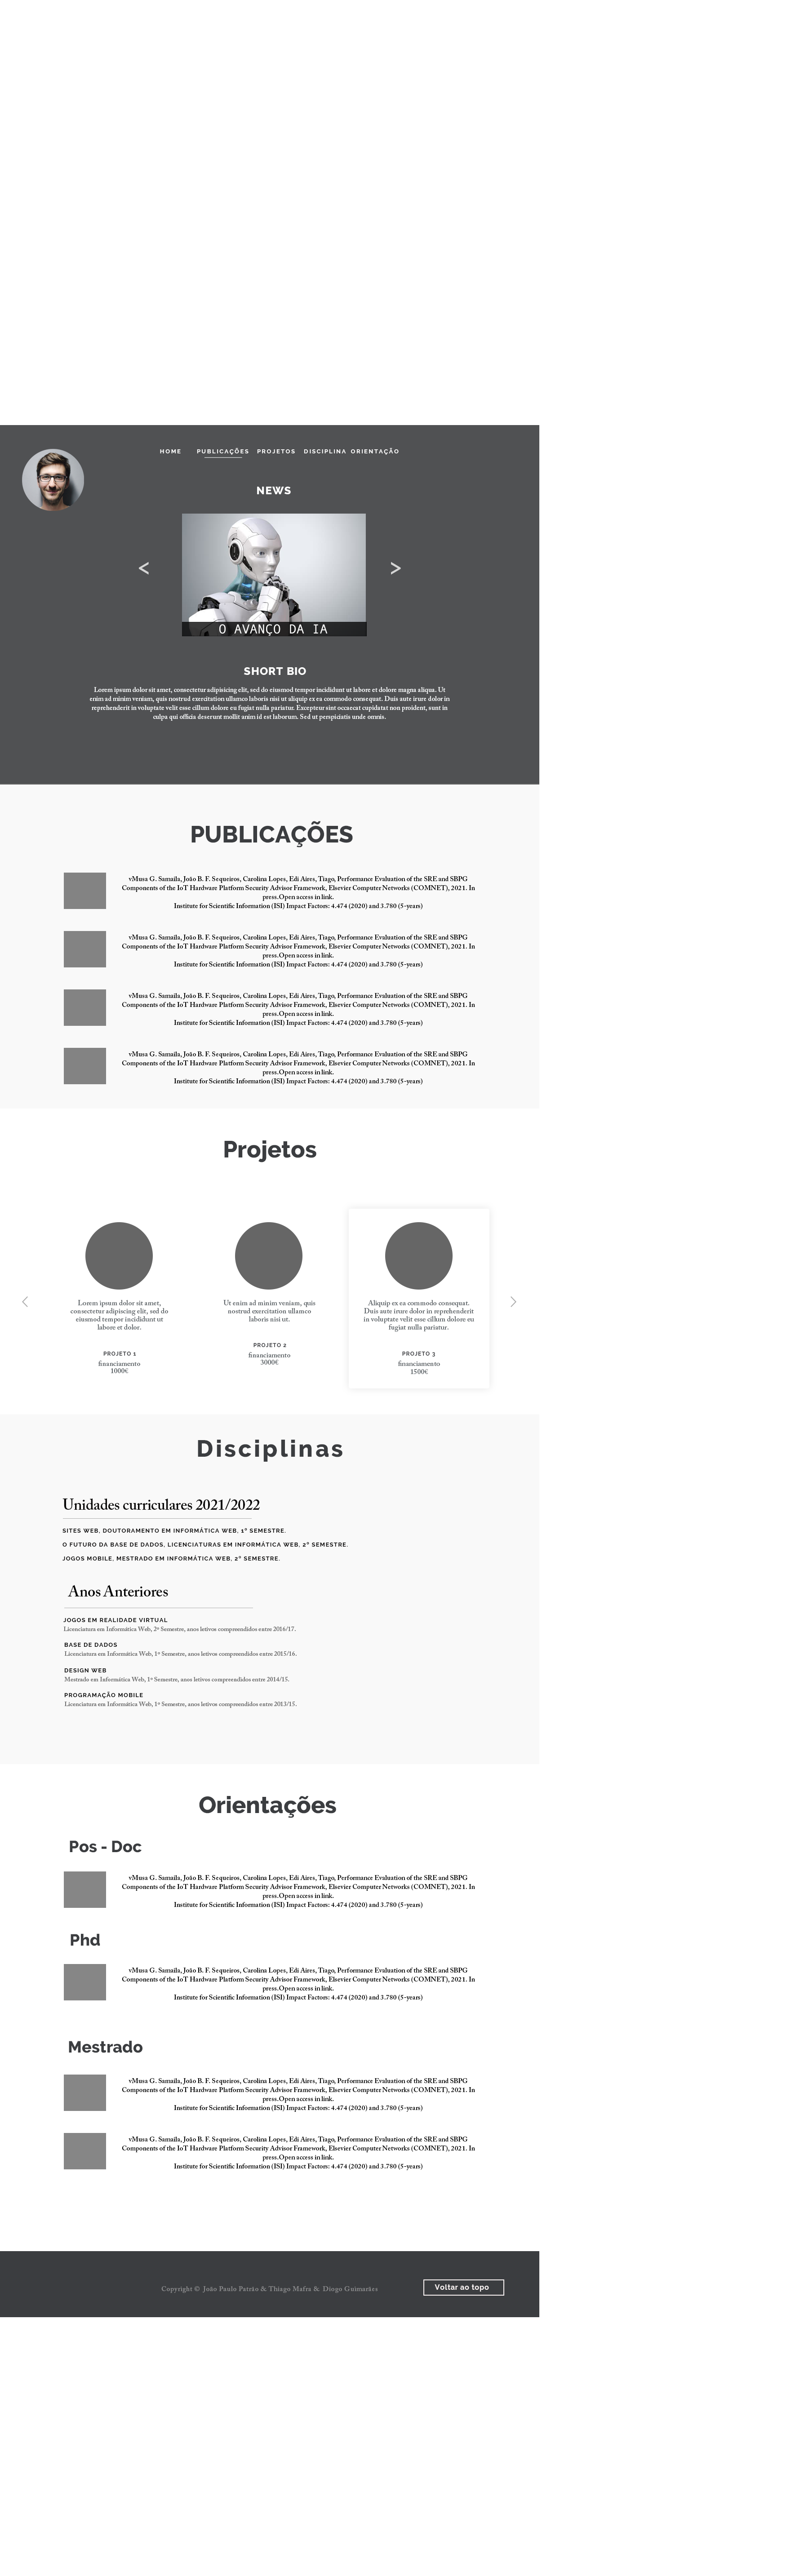 HOME PUBLICAÇÕES PROJETOS DISCIPLINA ORIENTAÇÃO
NEWS
< >
O AVANÇO DA IA
SHORT BIO
Lorem ipsum dolor sit amet, consectetur adipisicing elit, sed do eiusmod tempor incididunt ut labore et dolore magna aliqua. Ut
enim ad minim veniam, quis nostrud exercitation ullamco laboris nisi ut aliquip ex ea commodo consequat. Duis aute irure dolor in
reprehenderit in voluptate velit esse cillum dolore eu fugiat nulla pariatur. Excepteur sint occaecat cupidatat non proident, sunt in
culpa qui officia deserunt mollit anim id est laborum. Sed ut perspiciatis unde omnis.
PUBLICAÇÕES
vMusa G. Samaila, João B. F. Sequeiros, Carolina Lopes, Edi Aires, Tiago, Performance Evaluation of the SRE and SBPG
Components of the IoT Hardware Platform Security Advisor Framework, Elsevier Computer Networks (COMNET), 2021. In
press.Open access in link.
Institute for Scientific Information (ISI) Impact Factors: 4.474 (2020) and 3.780 (5-years)
vMusa G. Samaila, João B. F. Sequeiros, Carolina Lopes, Edi Aires, Tiago, Performance Evaluation of the SRE and SBPG
Components of the IoT Hardware Platform Security Advisor Framework, Elsevier Computer Networks (COMNET), 2021. In
press.Open access in link.
Institute for Scientific Information (ISI) Impact Factors: 4.474 (2020) and 3.780 (5-years)
vMusa G. Samaila, João B. F. Sequeiros, Carolina Lopes, Edi Aires, Tiago, Performance Evaluation of the SRE and SBPG
Components of the IoT Hardware Platform Security Advisor Framework, Elsevier Computer Networks (COMNET), 2021. In
press.Open access in link.
Institute for Scientific Information (ISI) Impact Factors: 4.474 (2020) and 3.780 (5-years)
vMusa G. Samaila, João B. F. Sequeiros, Carolina Lopes, Edi Aires, Tiago, Performance Evaluation of the SRE and SBPG
Components of the IoT Hardware Platform Security Advisor Framework, Elsevier Computer Networks (COMNET), 2021. In
press.Open access in link.
Institute for Scientific Information (ISI) Impact Factors: 4.474 (2020) and 3.780 (5-years)
Projetos
Lorem ipsum dolor sit amet,
consectetur adipiscing elit, sed do
eiusmod tempor incididunt ut
labore et dolor.
PROJETO 1
financiamento
1000€
Ut enim ad minim veniam, quis
nostrud exercitation ullamco
laboris nisi ut.
PROJETO 2
financiamento
3000€
Aliquip ex ea commodo consequat.
Duis aute irure dolor in reprehenderit
in voluptate velit esse cillum dolore eu
fugiat nulla pariatur.
PROJETO 3
financiamento
1500€
Disciplinas
Unidades curriculares 2021/2022
SITES WEB, DOUTORAMENTO EM INFORMÁTICA WEB, 1º SEMESTRE.
O FUTURO DA BASE DE DADOS, LICENCIATURAS EM INFORMÁTICA WEB, 2º SEMESTRE.
JOGOS MOBILE, MESTRADO EM INFORMÁTICA WEB, 2º SEMESTRE.
Anos Anteriores
JOGOS EM REALIDADE VIRTUAL
Licenciatura em Informática Web, 2º Semestre, anos letivos compreendidos entre 2016/17.
BASE DE DADOS
Licenciatura em Informática Web, 1º Semestre, anos letivos compreendidos entre 2015/16.
DESIGN WEB
Mestrado em Informática Web, 1º Semestre, anos letivos compreendidos entre 2014/15.
PROGRAMAÇÃO MOBILE
Licenciatura em Informática Web, 1º Semestre, anos letivos compreendidos entre 2013/15.
Orientações
Pos - Doc
vMusa G. Samaila, João B. F. Sequeiros, Carolina Lopes, Edi Aires, Tiago, Performance Evaluation of the SRE and SBPG
Components of the IoT Hardware Platform Security Advisor Framework, Elsevier Computer Networks (COMNET), 2021. In
press.Open access in link.
Institute for Scientific Information (ISI) Impact Factors: 4.474 (2020) and 3.780 (5-years)
Phd
vMusa G. Samaila, João B. F. Sequeiros, Carolina Lopes, Edi Aires, Tiago, Performance Evaluation of the SRE and SBPG
Components of the IoT Hardware Platform Security Advisor Framework, Elsevier Computer Networks (COMNET), 2021. In
press.Open access in link.
Institute for Scientific Information (ISI) Impact Factors: 4.474 (2020) and 3.780 (5-years)
Mestrado
vMusa G. Samaila, João B. F. Sequeiros, Carolina Lopes, Edi Aires, Tiago, Performance Evaluation of the SRE and SBPG
Components of the IoT Hardware Platform Security Advisor Framework, Elsevier Computer Networks (COMNET), 2021. In
press.Open access in link.
Institute for Scientific Information (ISI) Impact Factors: 4.474 (2020) and 3.780 (5-years)
vMusa G. Samaila, João B. F. Sequeiros, Carolina Lopes, Edi Aires, Tiago, Performance Evaluation of the SRE and SBPG
Components of the IoT Hardware Platform Security Advisor Framework, Elsevier Computer Networks (COMNET), 2021. In
press.Open access in link.
Institute for Scientific Information (ISI) Impact Factors: 4.474 (2020) and 3.780 (5-years)
Copyright © João Paulo Patrão & Thiago Mafra & Diogo Guimarães
Voltar ao topo